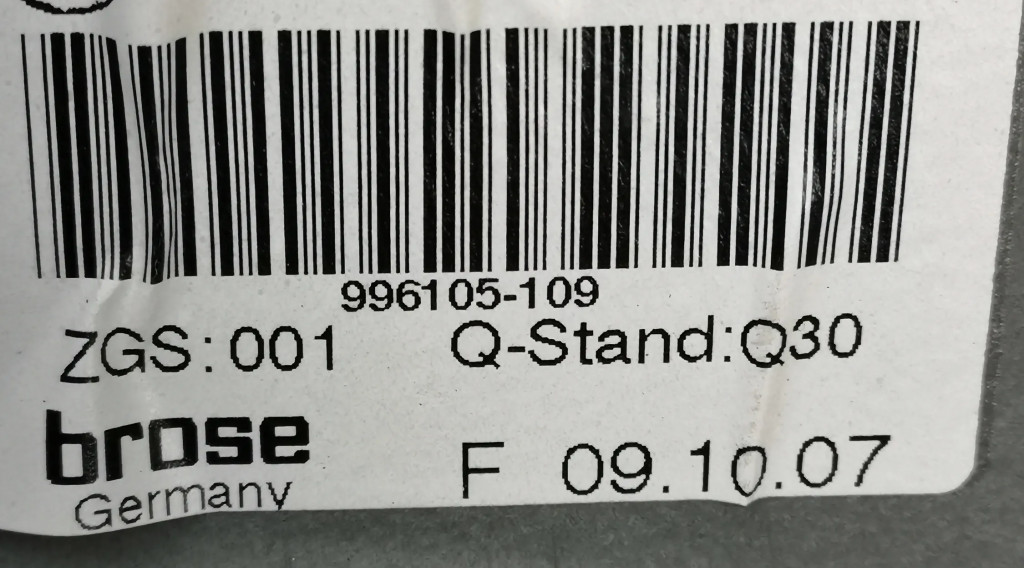 996105-109
ZGS:001 Q-Stand:Q30
brose
Germany
F 09.10.07